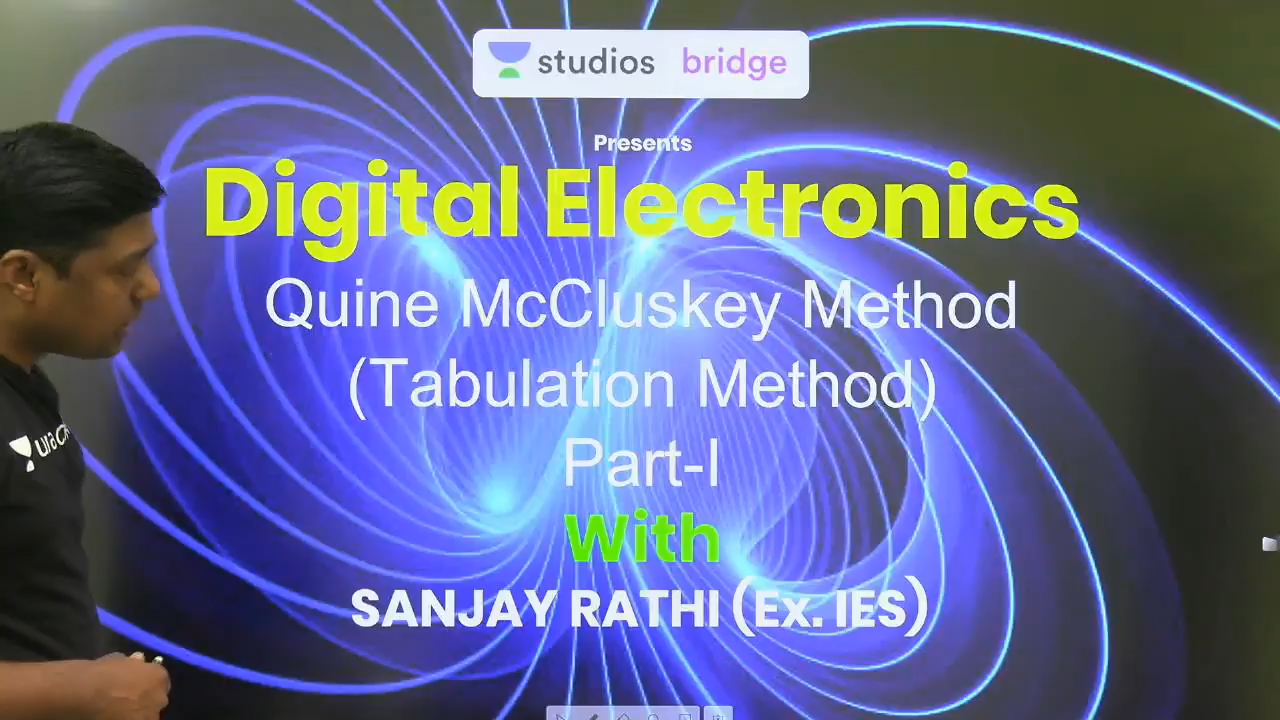 studios bridge
Presents
Digital Electronics
Quine McCluskey Method
(Tabulation Method)
Part-I
With
SANJAY RATHI (Ex. IES)